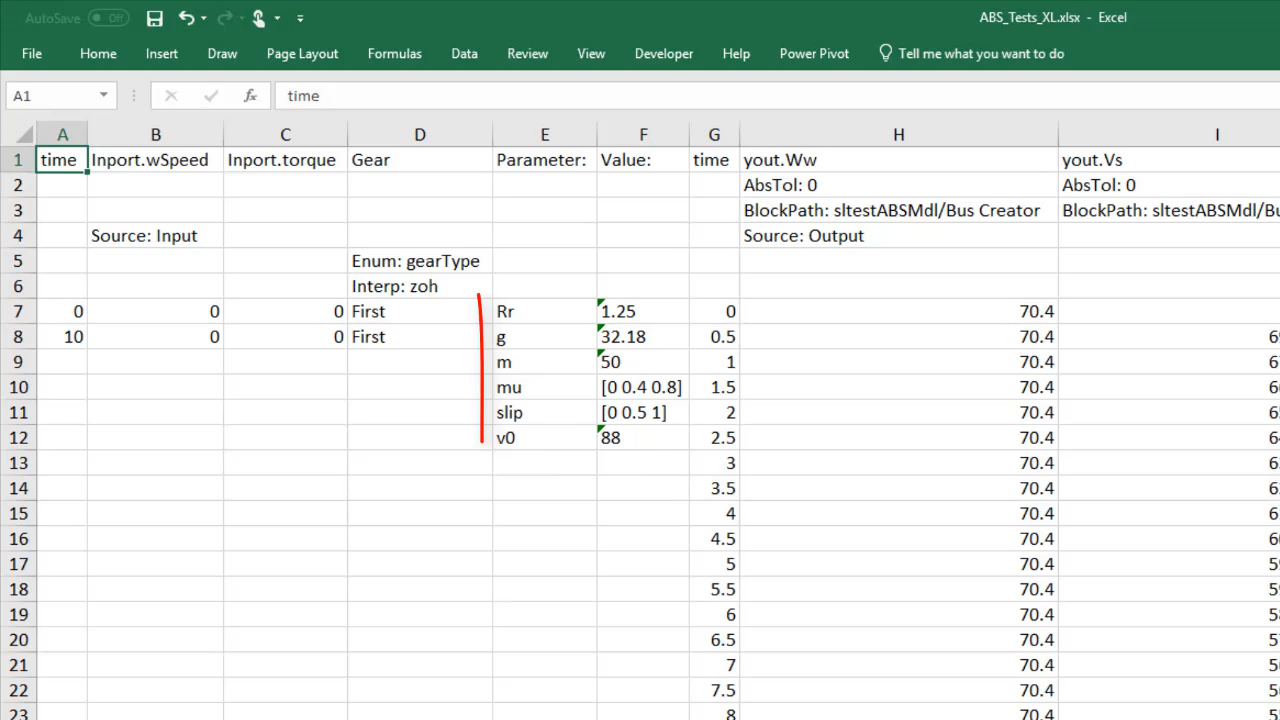 AutoSave Off ABS_Tests_XL.xlsx - Excel
File Home Insert Draw Page Layout Formulas Data Review View Developer Help Power Pivot Tell me what you want to do
A1 fx time
A B C D E F G H I
1 time Inport.wSpeed Inport.torque Gear Parameter: Value: time yout.Ww yout.Vs
2 AbsTol: 0 AbsTol: 0
3 BlockPath: sltestABSMdl/Bus Creator BlockPath: sltestABSMdl/Bu
4 Source: Input Source: Output
5 Enum: gearType
6 Interp: zoh
7 0 0 0 First Rr 1.25 0 70.4
8 10 0 0 First g 32.18 0.5 70.4
9 m 50 1 70.4
10 mu [0 0.4 0.8] 1.5 70.4
11 slip [0 0.5 1] 2 70.4
12 v0 88 2.5 70.4
13 3 70.4
14 3.5 70.4
15 4 70.4
16 4.5 70.4
17 5 70.4
18 5.5 70.4
19 6 70.4
20 6.5 70.4
21 7 70.4
22 7.5 70.4
23 8 70.4